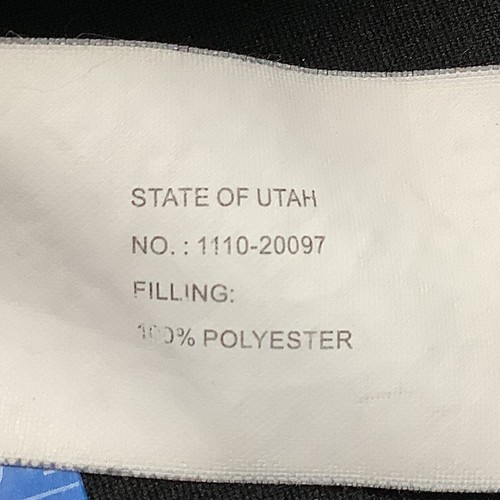 STATE OF UTAH
NO. : 1110-20097
FILLING:
100% POLYESTER